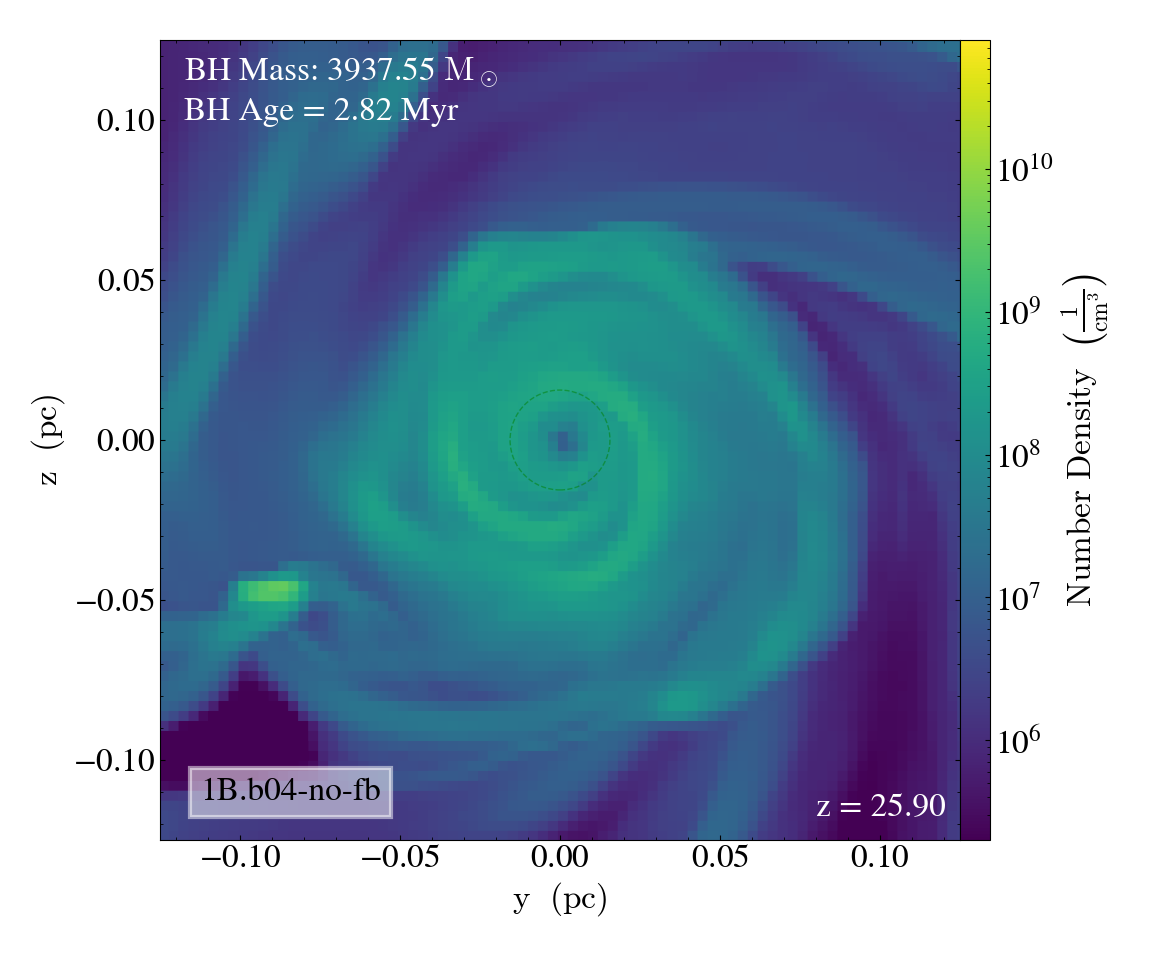 BH Mass: 3937.55 M⊙
BH Age = 2.82 Myr
0.10
0.05
0.00
−0.05
−0.10
z (pc)
1B.b04-no-fb
z = 25.90
−0.10 −0.05 0.00 0.05 0.10
y (pc)
10¹⁰
10⁹
10⁸
10⁷
10⁶
Number Density (1/cm³)